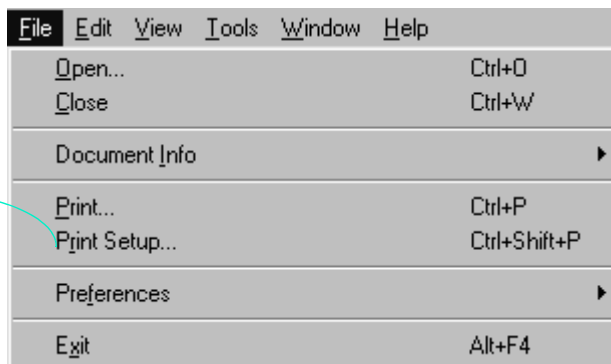 File Edit View Tools Window Help
Open... Ctrl+O
Close Ctrl+W
Document Info
Print... Ctrl+P
Print Setup... Ctrl+Shift+P
Preferences
Exit Alt+F4